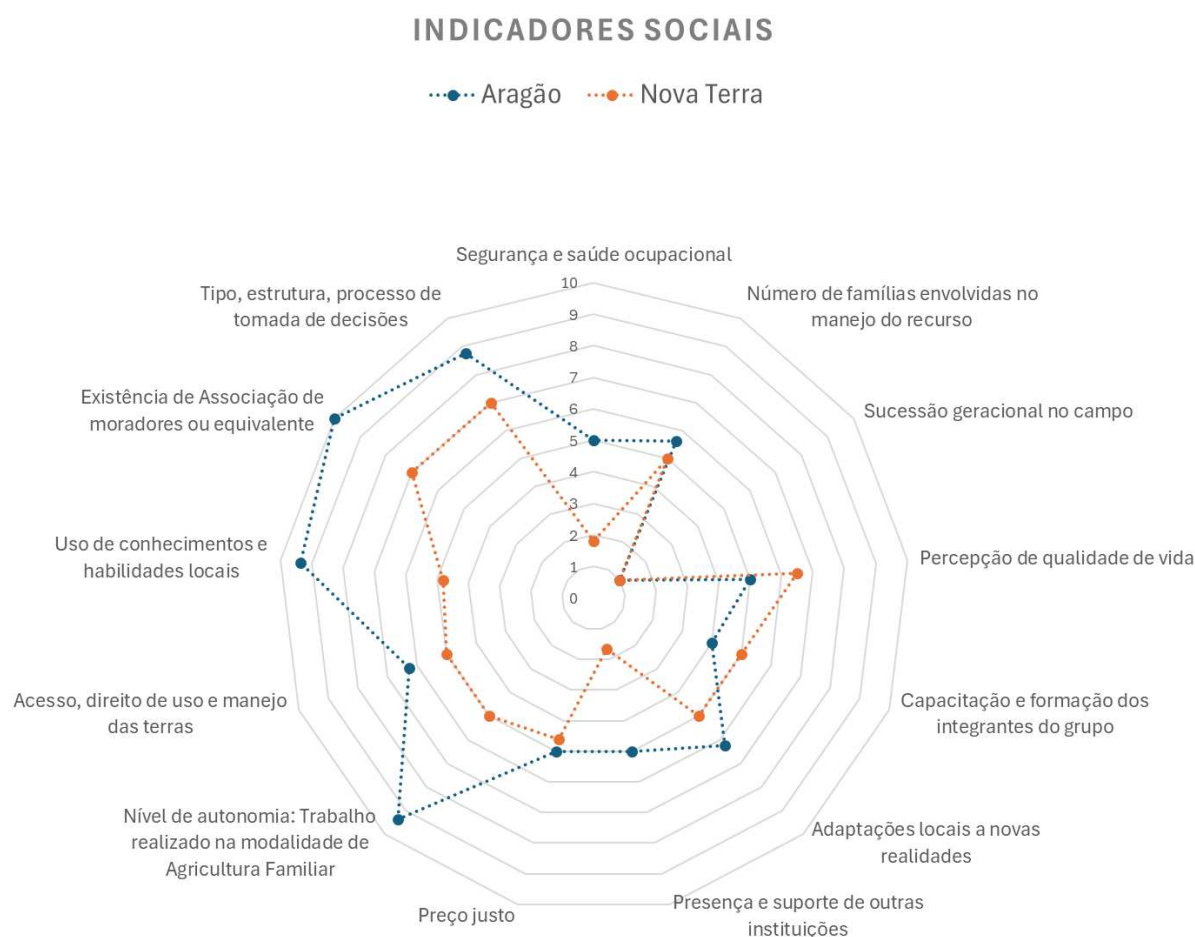 INDICADORES SOCIAIS
Aragão
Nova Terra
Segurança e saúde ocupacional
10
9
8
7
6
5
4
3
2
1
0
Número de famílias envolvidas no
manejo do recurso
Sucessão geracional no campo
Percepção de qualidade de vida
Capacitação e formação dos
integrantes do grupo
Adaptações locais a novas
realidades
Presença e suporte de outras
instituições
Preço justo
Nível de autonomia: Trabalho
realizado na modalidade de
Agricultura Familiar
Acesso, direito de uso e manejo
das terras
Uso de conhecimentos e
habilidades locais
Existência de Associação de
moradores ou equivalente
Tipo, estrutura, processo de
tomada de decisões